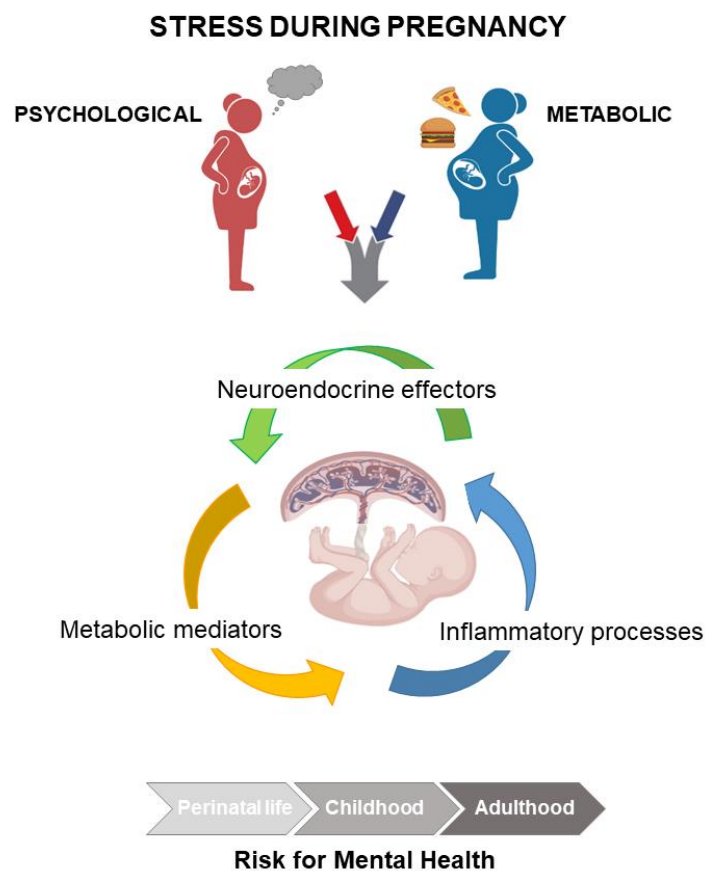 STRESS DURING PREGNANCY
PSYCHOLOGICAL
METABOLIC
Neuroendocrine effectors
Metabolic mediators
Inflammatory processes
Perinatal life
Childhood
Adulthood
Risk for Mental Health